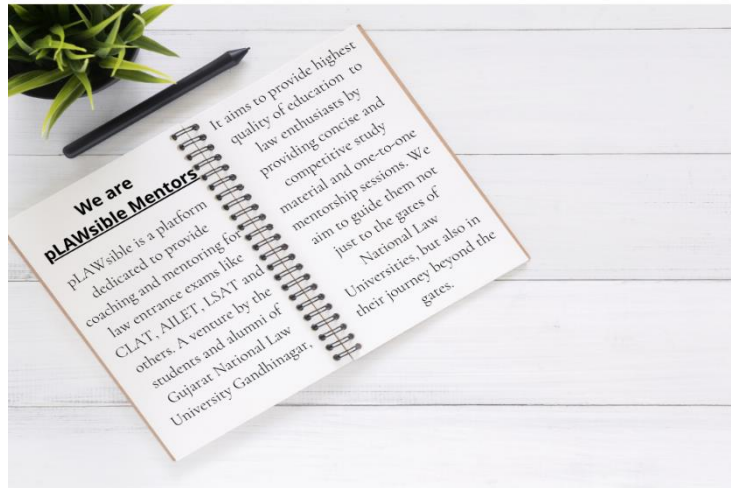 We are
pLAWsible Mentors
pLAWsible is a platform
dedicated to provide
coaching and mentoring for
law entrance exams like
CLAT, AILET, LSAT and
others. A venture by the
students and alumni of
Gujarat National Law
University Gandhinagar.
It aims to provide highest
quality of education to
law enthusiasts by
providing concise and
competitive study
material and one-to-one
mentorship sessions. We
aim to guide them not
just to the gates of
National Law
Universities, but also in
their journey beyond the
gates.